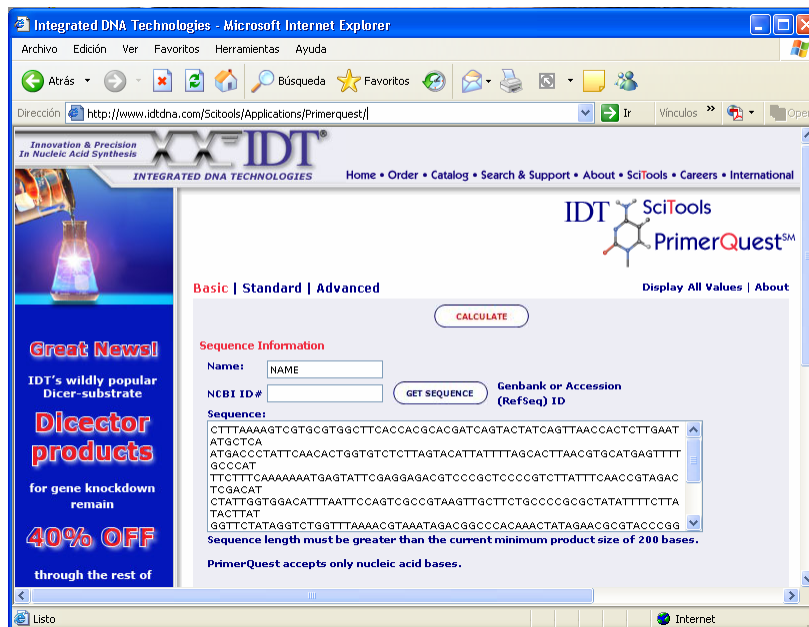 Integrated DNA Technologies - Microsoft Internet Explorer
Archivo Edición Ver Favoritos Herramientas Ayuda
Atrás Búsqueda Favoritos
Dirección http://www.idtdna.com/Scitools/Applications/Primerquest/ Ir Vínculos »
Innovation & Precision
In Nucleic Acid Synthesis
IDT®
INTEGRATED DNA TECHNOLOGIES
Home • Order • Catalog • Search & Support • About • SciTools • Careers • International
IDT SciTools
PrimerQuest℠
Basic | Standard | Advanced
Display All Values | About
CALCULATE
Great News!
IDT's wildly popular
Dicer-substrate
Dicector
products
for gene knockdown
remain
40% OFF
through the rest of
Sequence Information
Name: NAME
NCBI ID# GET SEQUENCE Genbank or Accession
(RefSeq) ID
Sequence:
CTTTAAAAGTCGTGCGTGGCTTCACCACGCACGATCAGTACTATCAGTTAACCACTCTTGAAT
ATGCTCA
ATGACCCTATTCAACACTGGTGTCTCTTAGTACATTATTTTAGCACTTAACGTGCATGAGTTTT
GCCCAT
TTCTTTCAAAAAAATGAGTATTCGAGGAGACGTCCCGCTCCCCGTCTTATTTCAACCGTAGAC
TCGACAT
CTATTGGTGGACATTTAATTCCAGTCGCCGTAAGTTGCTTCTGCCCCGCGCTATATTTTCTTA
TACTTAT
GGTTCTATAGGTCTGGTTTAAAACGTAAATAGACGGCCCACAAACTATAGAACGCGTACCCGG
Sequence length must be greater than the current minimum product size of 200 bases.
PrimerQuest accepts only nucleic acid bases.
Listo Internet